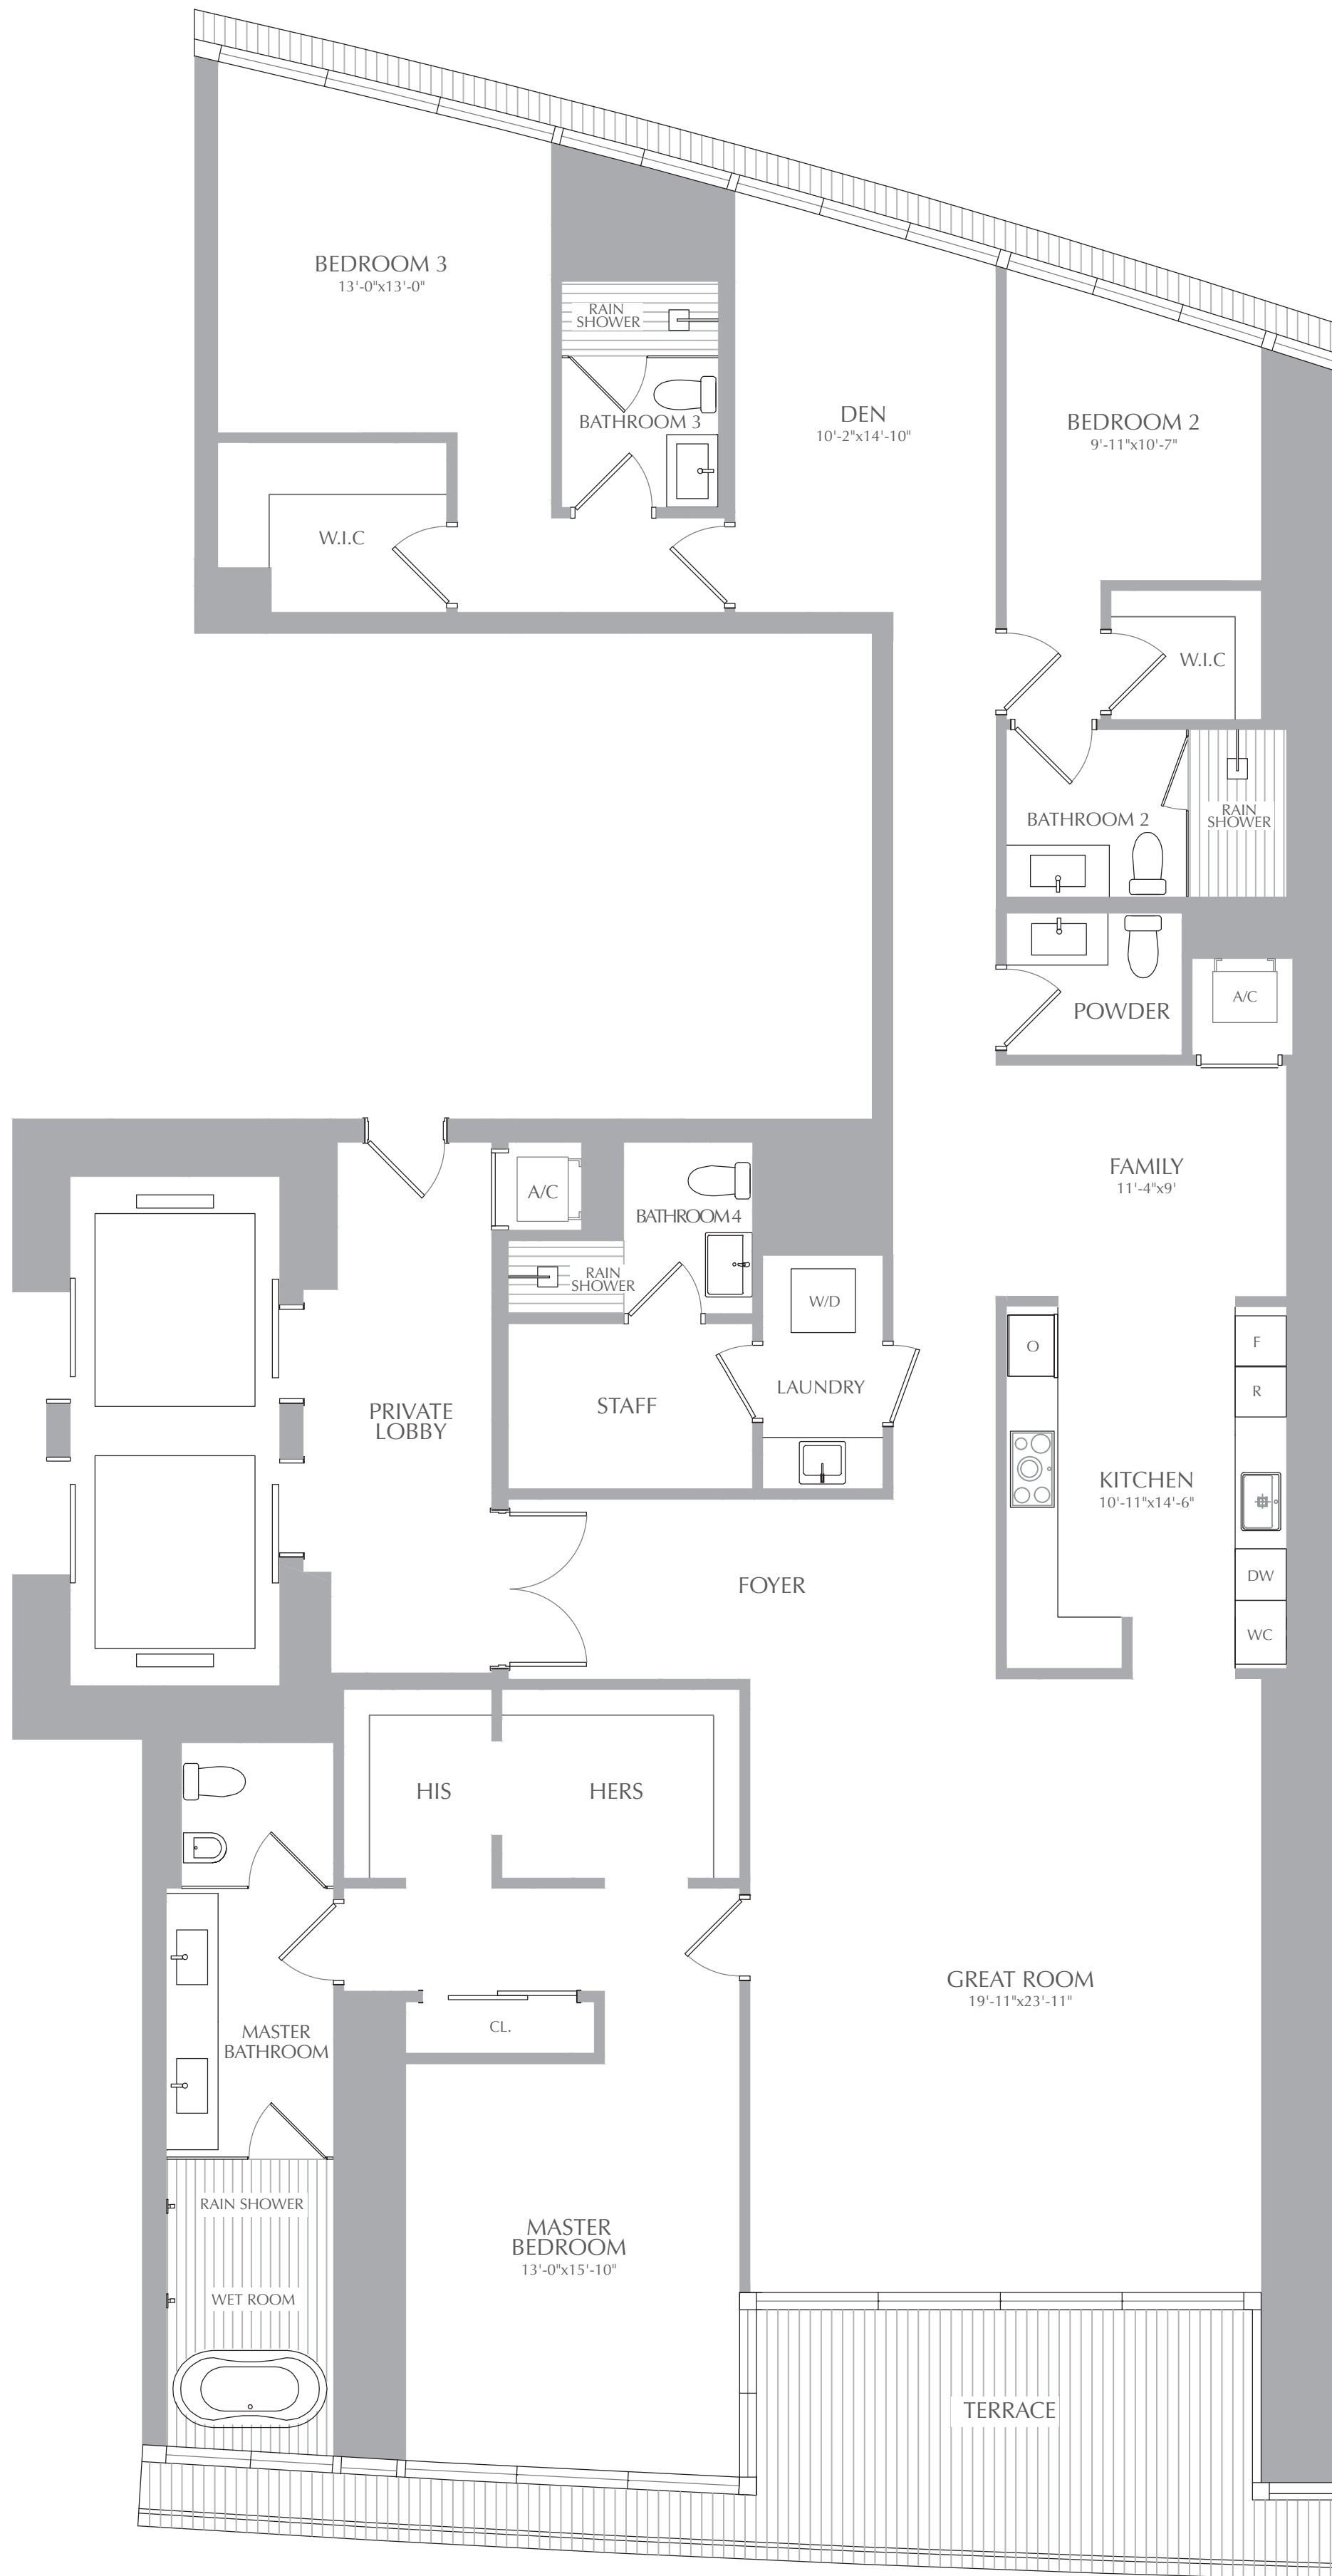 BEDROOM 3
13'-0"x13'-0"
RAIN
SHOWER
BATHROOM 3
DEN
10'-2"x14'-10"
BEDROOM 2
9'-11"x10'-7"
W.I.C
W.I.C
BATHROOM 2
RAIN
SHOWER
POWDER
A/C
FAMILY
11'-4"x9'
A/C
BATHROOM 4
RAIN
SHOWER
W/D
LAUNDRY
STAFF
PRIVATE
LOBBY
O
F
R
KITCHEN
10'-11"x14'-6"
DW
WC
FOYER
HIS
HERS
GREAT ROOM
19'-11"x23'-11"
CL.
MASTER
BATHROOM
RAIN SHOWER
WET ROOM
MASTER
BEDROOM
13'-0"x15'-10"
TERRACE